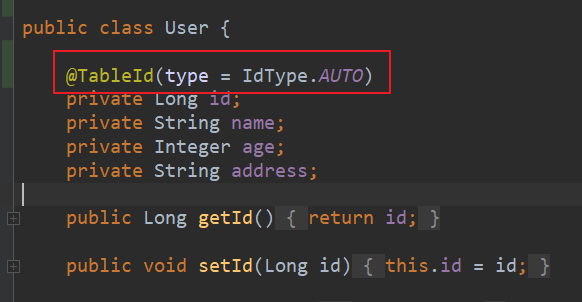 public class User {
@TableId(type = IdType.AUTO)
private Long id;
private String name;
private Integer age;
private String address;
public Long getId() { return id; }
public void setId(Long id) { this.id = id; }